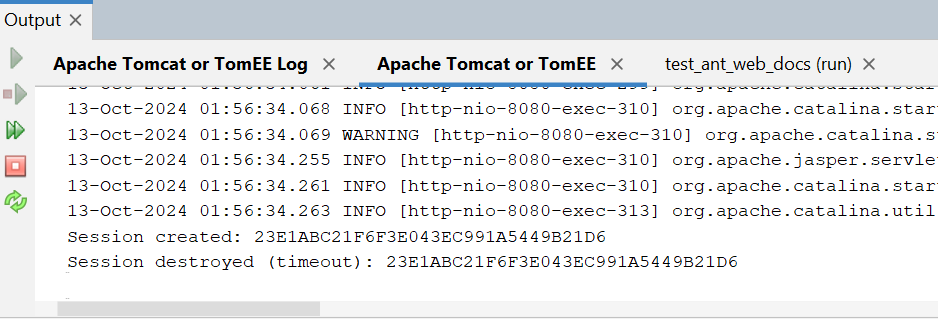 Output
Apache Tomcat or TomEE Log
Apache Tomcat or TomEE
test_ant_web_docs (run)
13-Oct-2024 01:56:34.068 INFO [http-nio-8080-exec-310] org.apache.catalina.star
13-Oct-2024 01:56:34.069 WARNING [http-nio-8080-exec-310] org.apache.catalina.s
13-Oct-2024 01:56:34.255 INFO [http-nio-8080-exec-310] org.apache.jasper.servle
13-Oct-2024 01:56:34.261 INFO [http-nio-8080-exec-310] org.apache.catalina.star
13-Oct-2024 01:56:34.263 INFO [http-nio-8080-exec-313] org.apache.catalina.util
Session created: 23E1ABC21F6F3E043EC991A5449B21D6
Session destroyed (timeout): 23E1ABC21F6F3E043EC991A5449B21D6